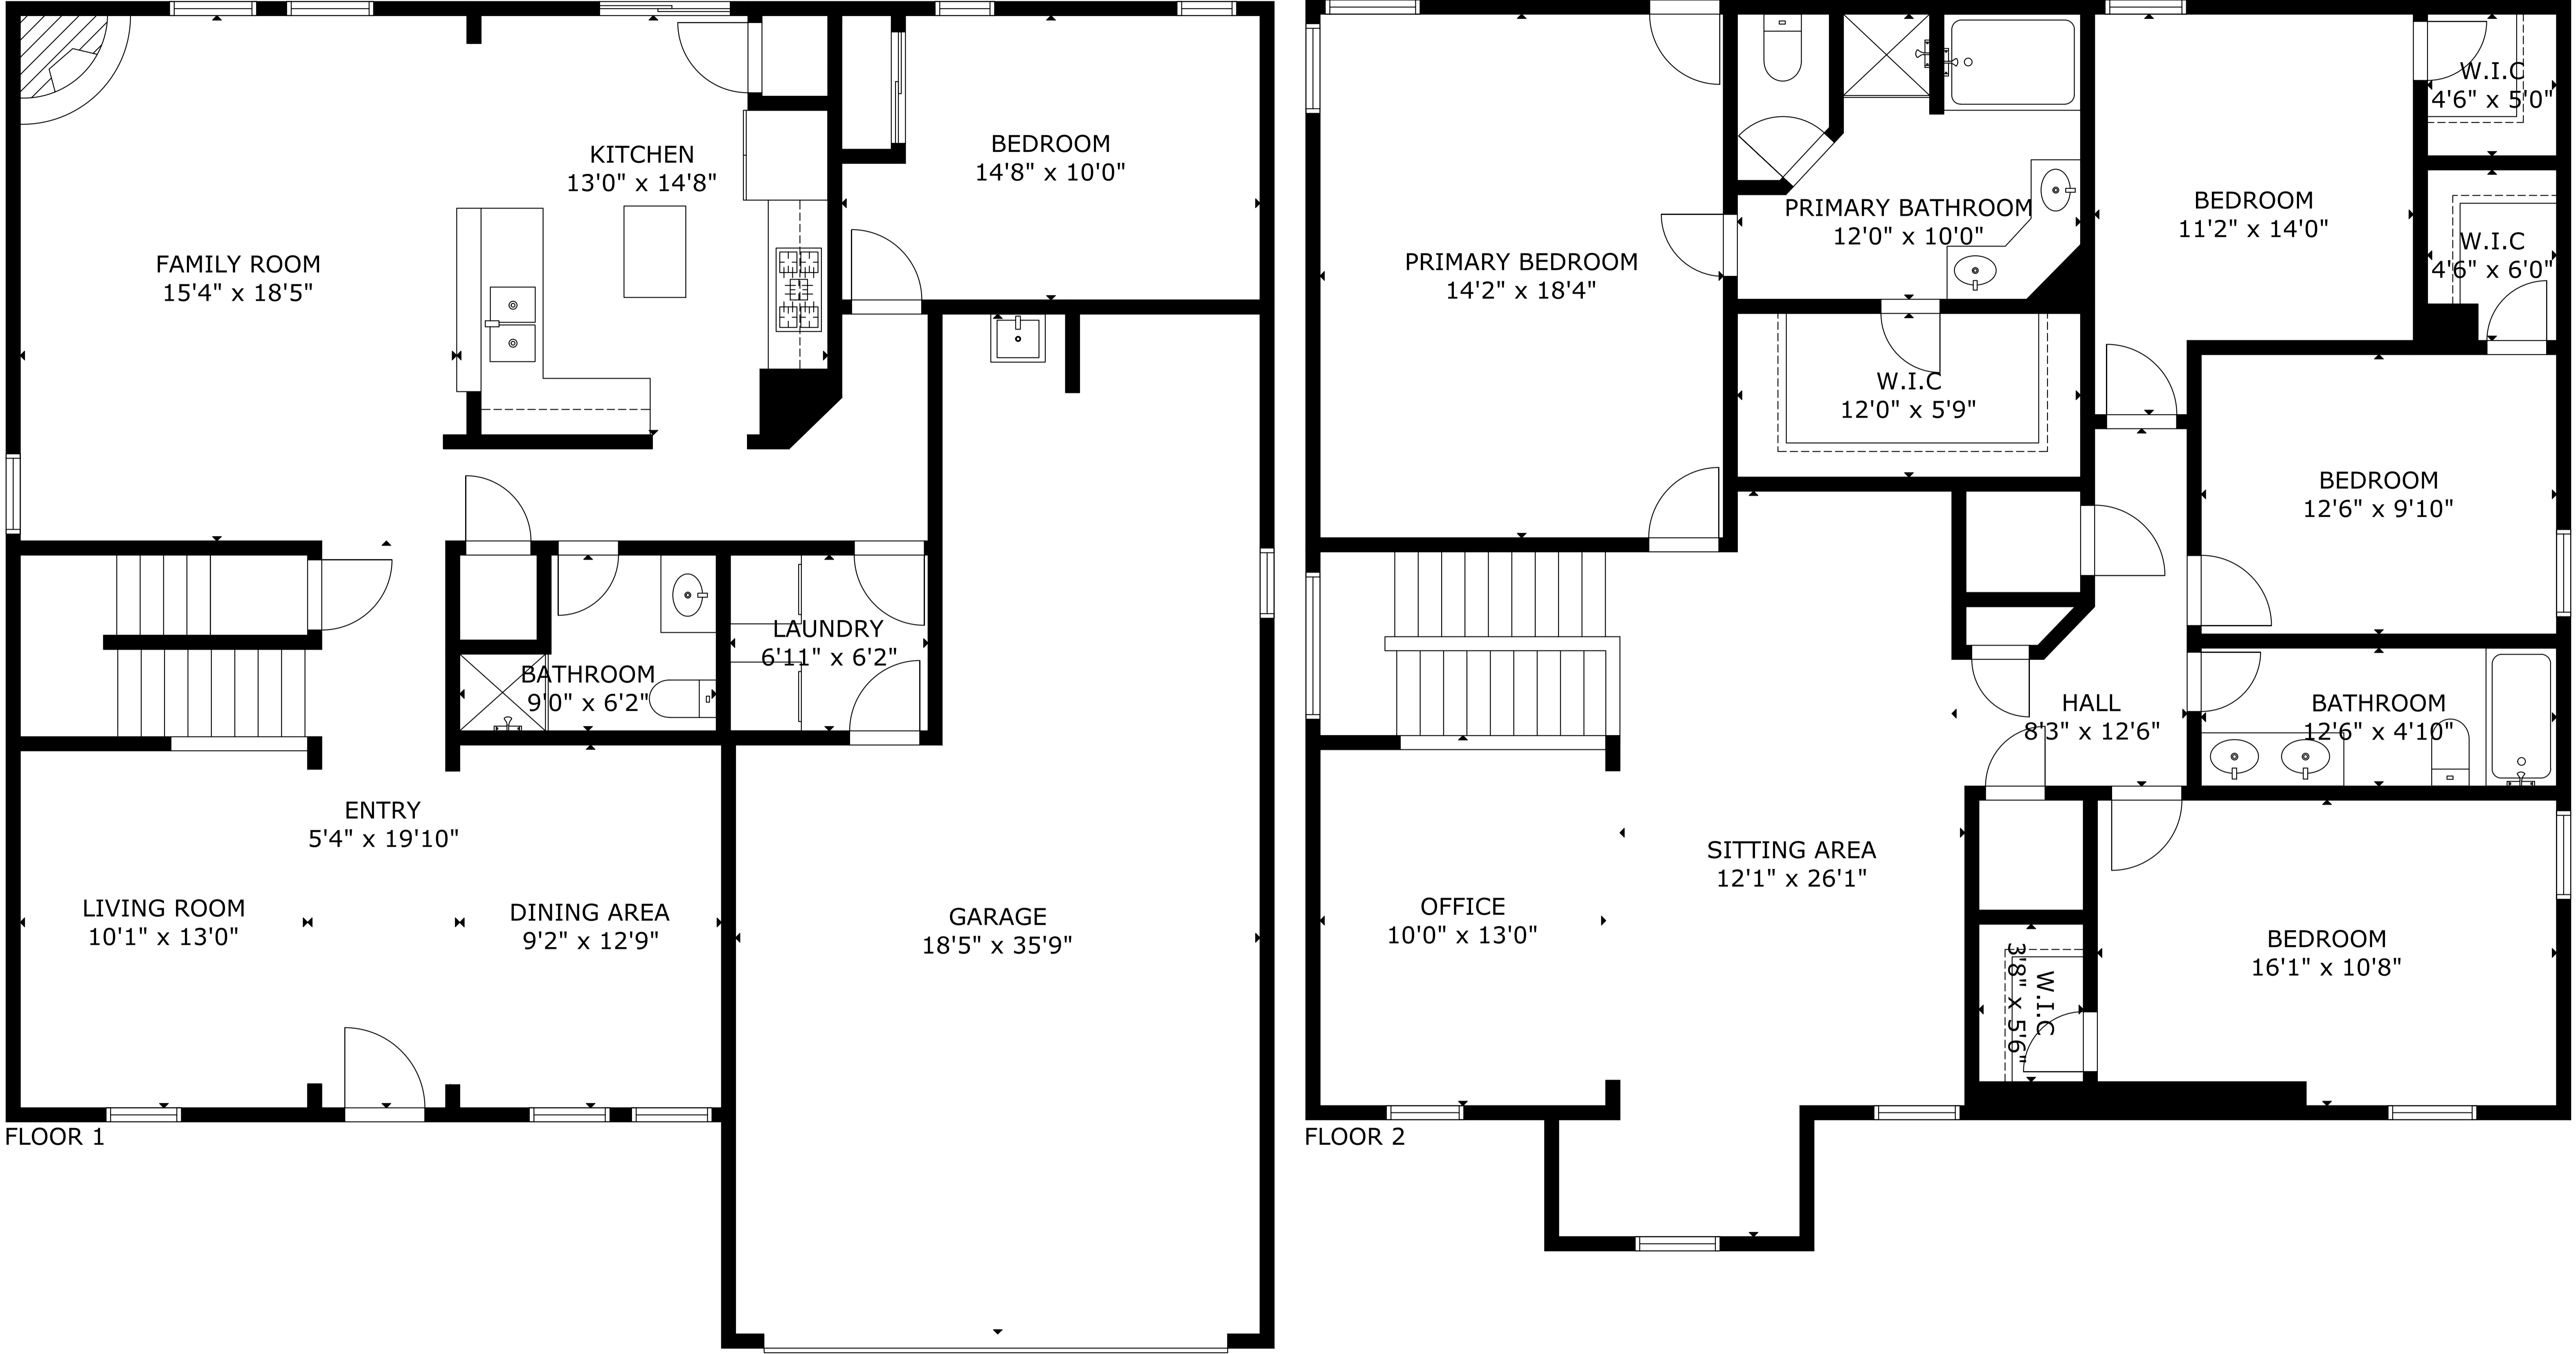 KITCHEN
13'0" x 14'8"
BEDROOM
14'8" x 10'0"
FAMILY ROOM
15'4" x 18'5"
LAUNDRY
6'11" x 6'2"
BATHROOM
9'0" x 6'2"
ENTRY
5'4" x 19'10"
LIVING ROOM
10'1" x 13'0"
DINING AREA
9'2" x 12'9"
GARAGE
18'5" x 35'9"
FLOOR 1
W.I.C
4'6" x 5'0"
PRIMARY BATHROOM
12'0" x 10'0"
BEDROOM
11'2" x 14'0"
W.I.C
4'6" x 6'0"
PRIMARY BEDROOM
14'2" x 18'4"
W.I.C
12'0" x 5'9"
BEDROOM
12'6" x 9'10"
HALL
8'3" x 12'6"
BATHROOM
12'6" x 4'10"
SITTING AREA
12'1" x 26'1"
OFFICE
10'0" x 13'0"
BEDROOM
16'1" x 10'8"
W.I.C
3'8" x 5'6"
FLOOR 2